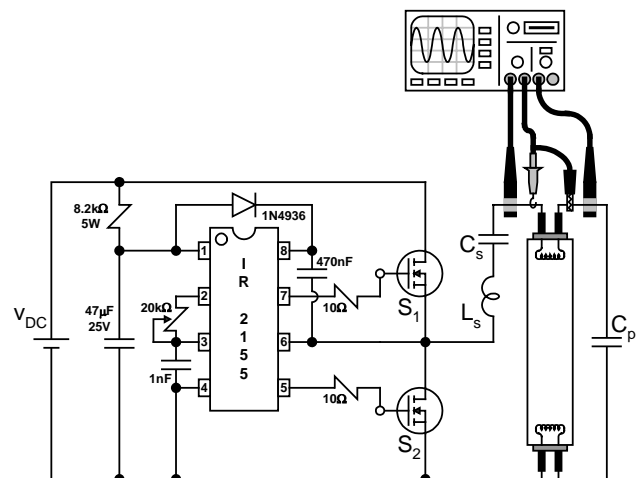 8.2kΩ
5W
1N4936
1
8
I
R
2
1
5
5
470nF
47µF
25V
20kΩ
2
7
10Ω
S1
Cs
Ls
VDC
3
6
Cp
1nF
4
5
10Ω
S2